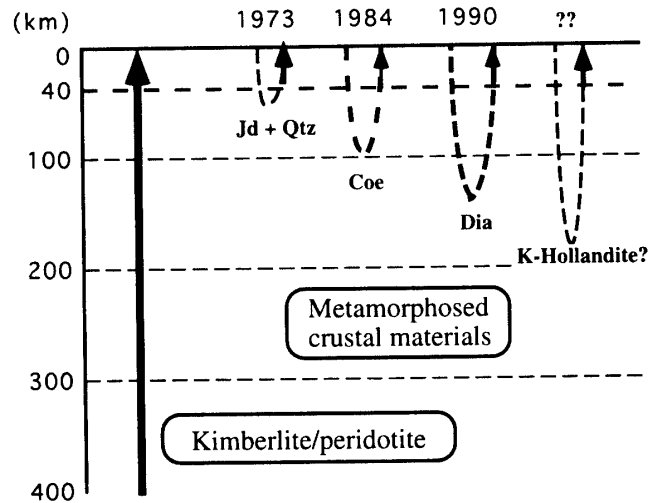 (km) 1973 1984 1990 ??
0
40
Jd + Qtz
100
Coe
Dia
K-Hollandite?
200
Metamorphosed
crustal materials
300
Kimberlite/peridotite
400